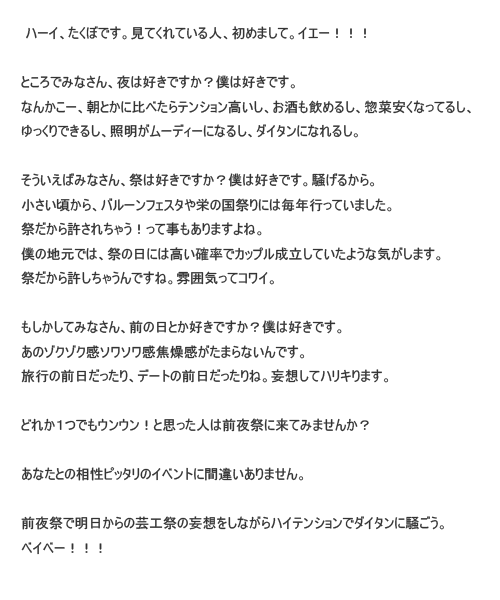 ハーイ、たくぼです。見てくれている人、初めまして。イエー！！！
ところでみなさん、夜は好きですか？僕は好きです。
なんかこー、朝とかに比べたらテンション高いし、お酒も飲めるし、惣菜安くなってるし、
ゆっくりできるし、照明がムーディーになるし、ダイタンになれるし。
そういえばみなさん、祭は好きですか？僕は好きです。騒げるから。
小さい頃から、バルーンフェスタや栄の国祭りには毎年行っていました。
祭だから許されちゃう！って事もありますよね。
僕の地元では、祭の日には高い確率でカップル成立していたような気がします。
祭だから許しちゃうんですね。雰囲気ってコワイ。
もしかしてみなさん、前の日とか好きですか？僕は好きです。
あのゾクゾク感ソワソワ感焦燥感がたまらないんです。
旅行の前日だったり、デートの前日だったりね。妄想してハリキります。
どれか１つでもウンウン！と思った人は前夜祭に来てみませんか？
あなたとの相性ピッタリのイベントに間違いありません。
前夜祭で明日からの芸工祭の妄想をしながらハイテンションでダイタンに騒ごう。
ベイベー！！！